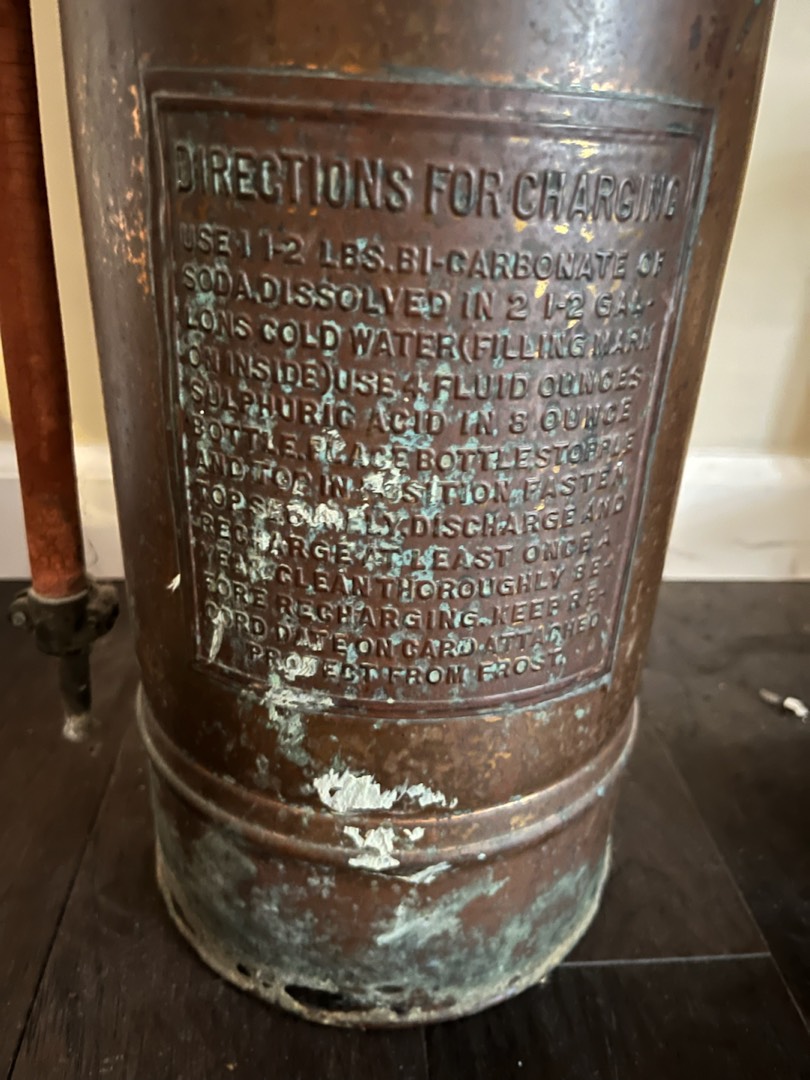 DIRECTIONS FOR CHARGING
USE 1 1-2 LBS. BI-CARBONATE OF
SODA, DISSOLVED IN 2 1-2 GAL-
LONS COLD WATER (FILLING MARK
ON INSIDE) USE 4 FLUID OUNCES
SULPHURIC ACID IN 8 OUNCE
BOTTLE. PLACE BOTTLE STOPPLE
AND TOP IN POSITION. FASTEN
TOP SECURELY. DISCHARGE AND
RECHARGE AT LEAST ONCE A
YEAR. CLEAN THOROUGHLY BE-
FORE RECHARGING. KEEP RE-
CORD DATE ON CARD ATTACHED
PROTECT FROM FROST.